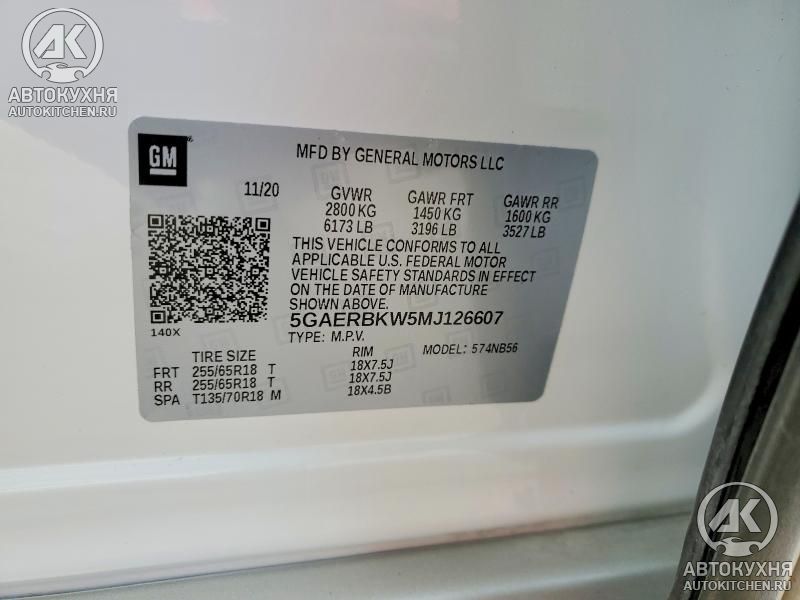 AK
АВТОКУХНЯ
AUTOKITCHEN.RU
GM
MFD BY GENERAL MOTORS LLC
11/20
GVWR GAWR FRT GAWR RR
2800 KG 1450 KG 1600 KG
6173 LB 3196 LB 3527 LB
THIS VEHICLE CONFORMS TO ALL
APPLICABLE U.S. FEDERAL MOTOR
VEHICLE SAFETY STANDARDS IN EFFECT
ON THE DATE OF MANUFACTURE
SHOWN ABOVE.
5GAERBKW5MJ126607
140X
TYPE: M.P.V. MODEL: 574NB56
TIRE SIZE RIM
FRT 255/65R18 T 18X7.5J
RR 255/65R18 T 18X7.5J
SPA T135/70R18 M 18X4.5B
AK
АВТОКУХНЯ
AUTOKITCHEN.RU